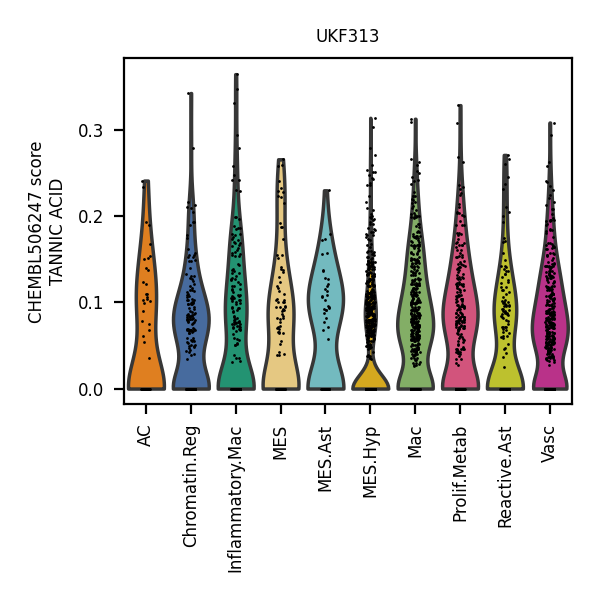 UKF313
CHEMBL506247 score
TANNIC ACID
0.3
0.2
0.1
0.0
AC
Chromatin.Reg
Inflammatory.Mac
MES
MES.Ast
MES.Hyp
Mac
Prolif.Metab
Reactive.Ast
Vasc